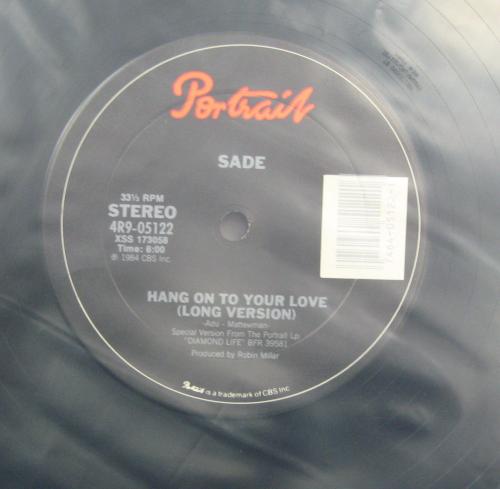 Portrait
SADE
33⅓ RPM
STEREO
4R9-05122
XSS 173058
Time: 6:00
℗ 1984 CBS Inc.
HANG ON TO YOUR LOVE
(LONG VERSION)
-Adu - Mattewman-
Special Version From The Portrait Lp
"DIAMOND LIFE" BFR 39581
Produced by Robin Millar
Portrait is a trademark of CBS Inc.